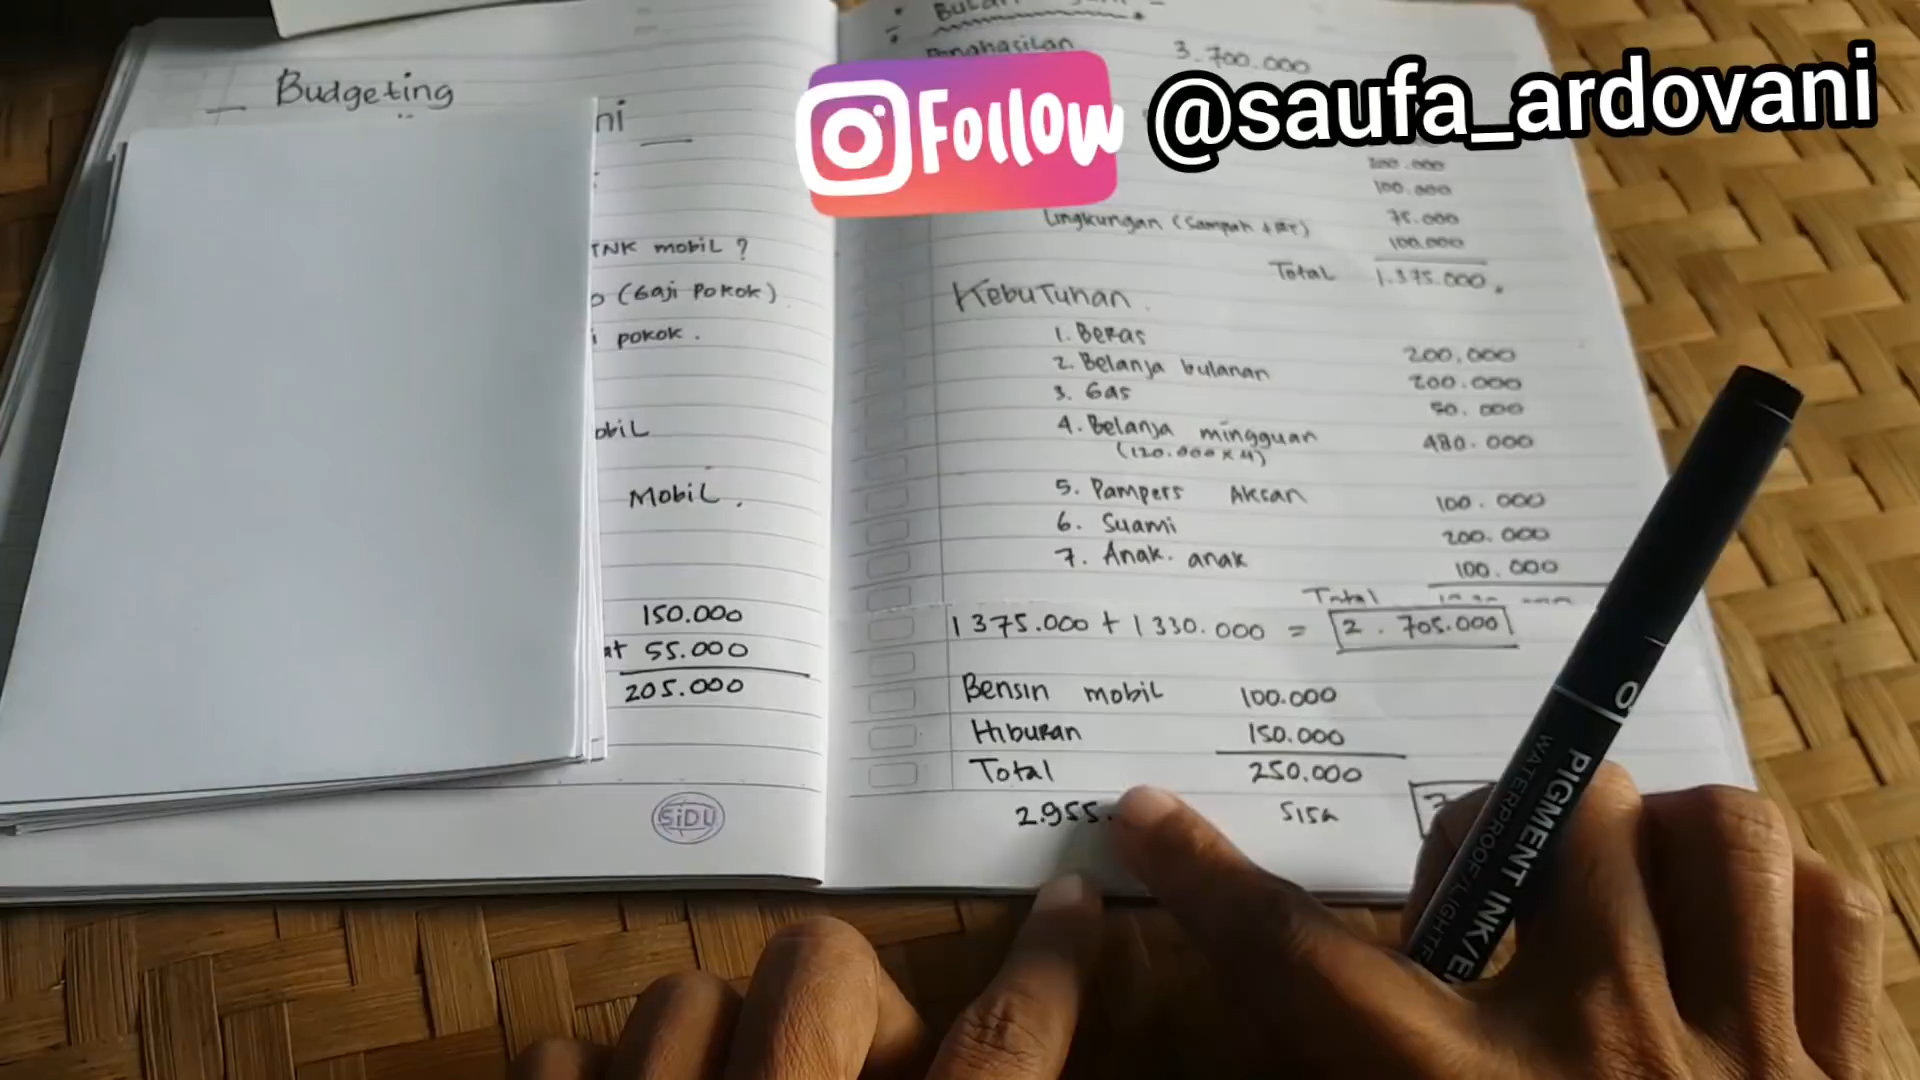 Budgeting
ni
TNK mobil ?
(Gaji Pokok)
pokok.
obil
Mobil.
150.000
at 55.000
205.000
SiDU
Bulan
Penghasilan 3.700.000
Follow @saufa_ardovani
200.000
100.000
Lingkungan (Sampah + RT) 75.000
100.000
Total 1.375.000
Kebutuhan.
1. Beras 200.000
2. Belanja bulanan 200.000
3. Gas 50.000
4. Belanja mingguan 480.000
(120.000 x 4)
5. Pampers Aksan 100.000
6. Suami 200.000
7. Anak-anak 100.000
Total
1 375.000 + 1 330.000 = 2.705.000
Bensin mobil 100.000
Hiburan 150.000
Total 250.000
2.955. Sisa
PIGMENT INK/
WATERPROOF/LIGHTF